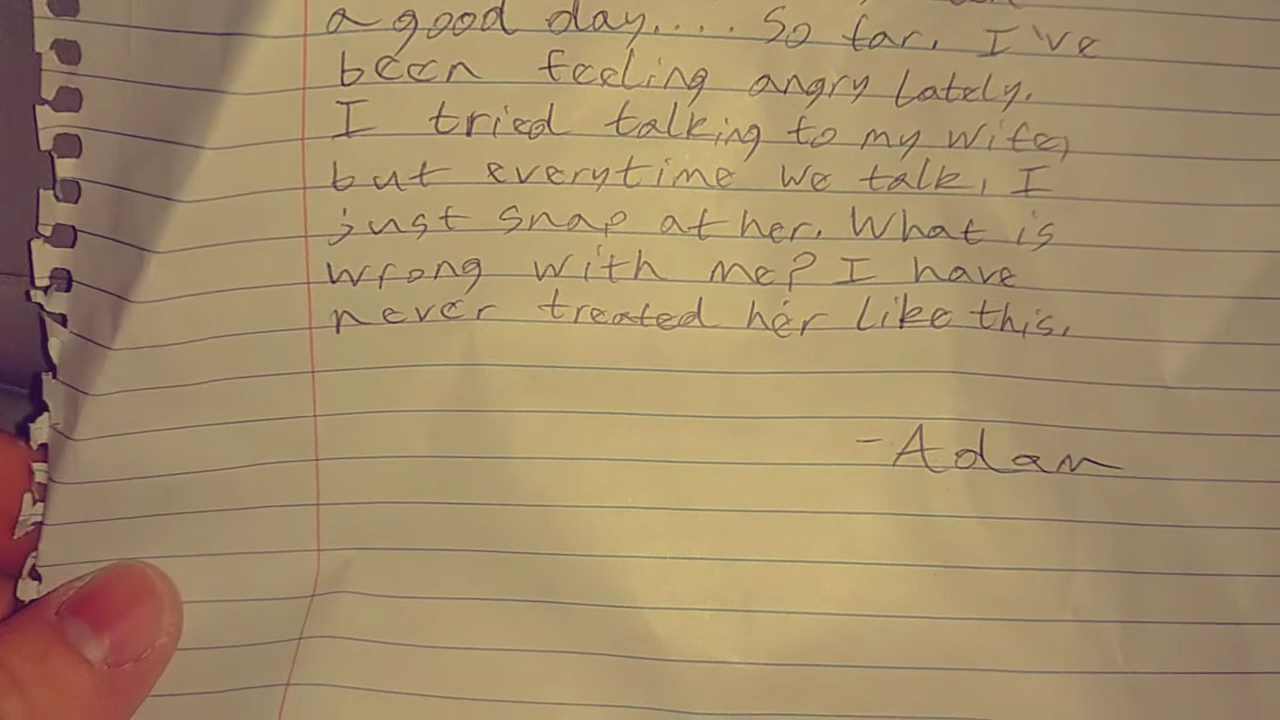 a good day.... So far. I've
been feeling angry lately.
I tried talking to my wife,
but everytime we talk, I
just snap at her. What is
wrong with me? I have
never treated her like this.
-Adam